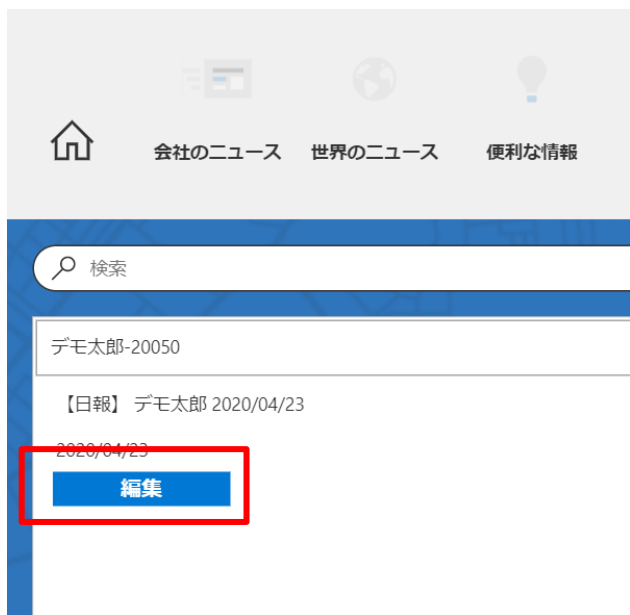 会社のニュース 世界のニュース 便利な情報
検索
デモ太郎-20050
【日報】 デモ太郎 2020/04/23
2020/04/23
編集